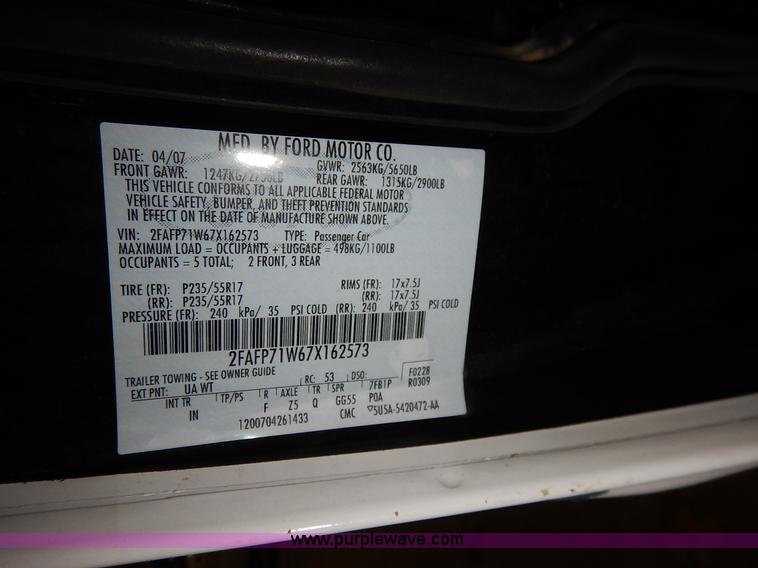 MFD. BY FORD MOTOR CO.
DATE: 04/07 GVWR: 2563KG/5650LB
FRONT GAWR: 1247KG/2750LB REAR GAWR: 1315KG/2900LB
THIS VEHICLE CONFORMS TO ALL APPLICABLE FEDERAL MOTOR
VEHICLE SAFETY, BUMPER, AND THEFT PREVENTION STANDARDS
IN EFFECT ON THE DATE OF MANUFACTURE SHOWN ABOVE.
VIN: 2FAFP71W67X162573 TYPE: Passenger Car
MAXIMUM LOAD = OCCUPANTS + LUGGAGE = 498KG/1100LB
OCCUPANTS = 5 TOTAL; 2 FRONT, 3 REAR
TIRE (FR): P235/55R17 RIMS (FR): 17x7.5J
(RR): P235/55R17 (RR): 17x7.5J
PRESSURE (FR): 240 kPa/ 35 PSI COLD (RR): 240 kPa/ 35 PSI COLD
2FAFP71W67X162573
TRAILER TOWING - SEE OWNER GUIDE
EXT PNT: UA WT RC: 53 DSO: F0228
INT TR TP/PS R AXLE TR SPR 7FB1P R0309
IN F Z5 Q GG55 POA
1200704261433 CMC ▽5U5A-5420472-AA
www.purplewave.com